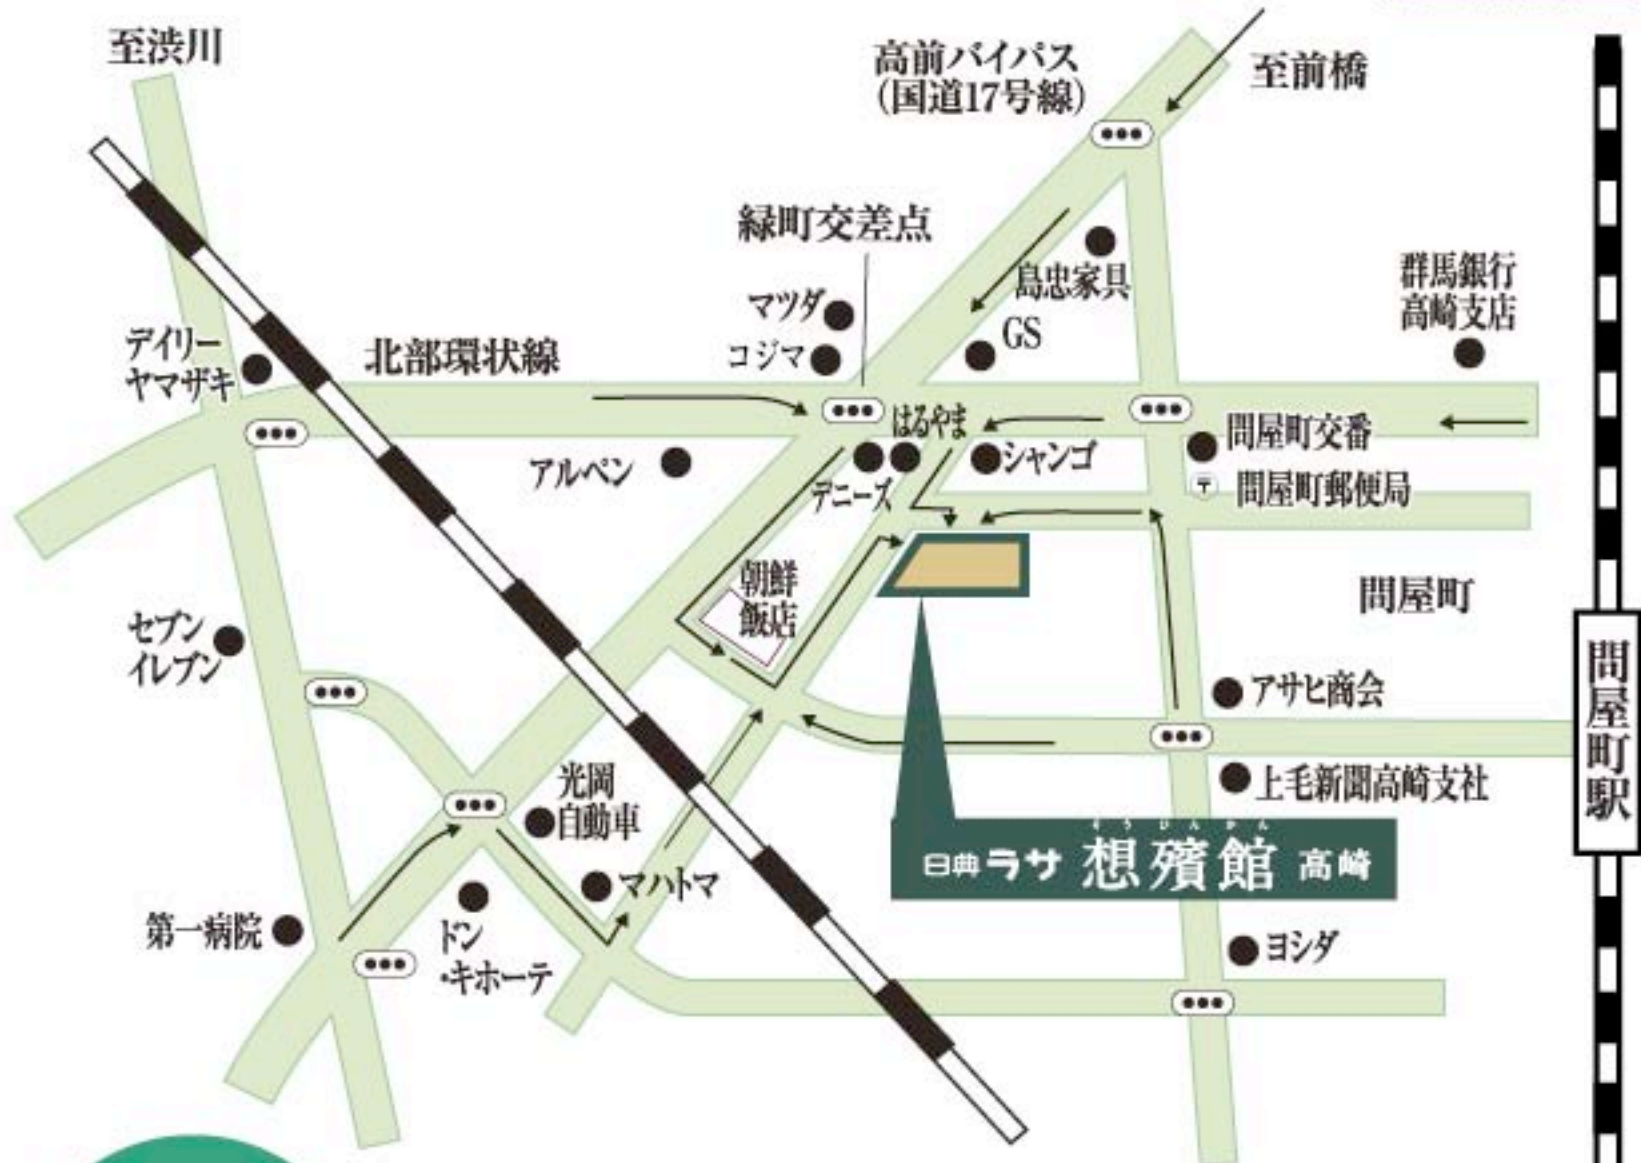 至渋川
高前バイパス
（国道17号線）
至前橋
緑町交差点
島忠家具
群馬銀行
高崎支店
マツダ
GS
コジマ
デイリー
ヤマザキ
北部環状線
はるやま
問屋町交番
シャンゴ
アルペン
デニーズ
〒
問屋町郵便局
朝鮮
飯店
問屋町
セブン
イレブン
問屋町駅
アサヒ商会
光岡
自動車
上毛新聞高崎支社
そうひんかん
日典ラサ 想殯館 高崎
マハトマ
第一病院
ドン
・キホーテ
ヨシダ